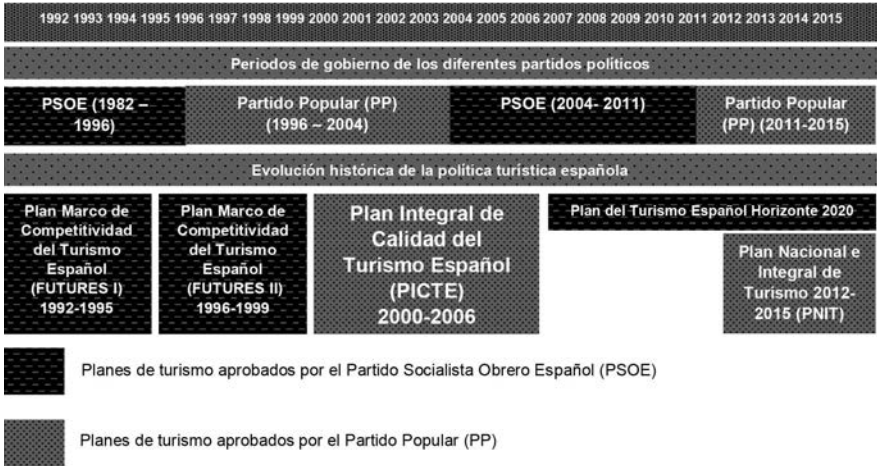 1992 1993 1994 1995 1996 1997 1998 1999 2000 2001 2002 2003 2004 2005 2006 2007 2008 2009 2010 2011 2012 2013 2014 2015
Periodos de gobierno de los diferentes partidos políticos
PSOE (1982 –
1996)
Partido Popular (PP)
(1996 – 2004)
PSOE (2004- 2011)
Partido Popular
(PP) (2011-2015)
Evolución histórica de la política turística española
Plan Marco de
Competitividad
del Turismo
Español
(FUTURES I)
1992-1995
Plan Marco de
Competitividad
del Turismo
Español
(FUTURES II)
1996-1999
Plan Integral de
Calidad del
Turismo Español
(PICTE)
2000-2006
Plan del Turismo Español Horizonte 2020
Plan Nacional e
Integral de
Turismo 2012-
2015 (PNIT)
Planes de turismo aprobados por el Partido Socialista Obrero Español (PSOE)
Planes de turismo aprobados por el Partido Popular (PP)